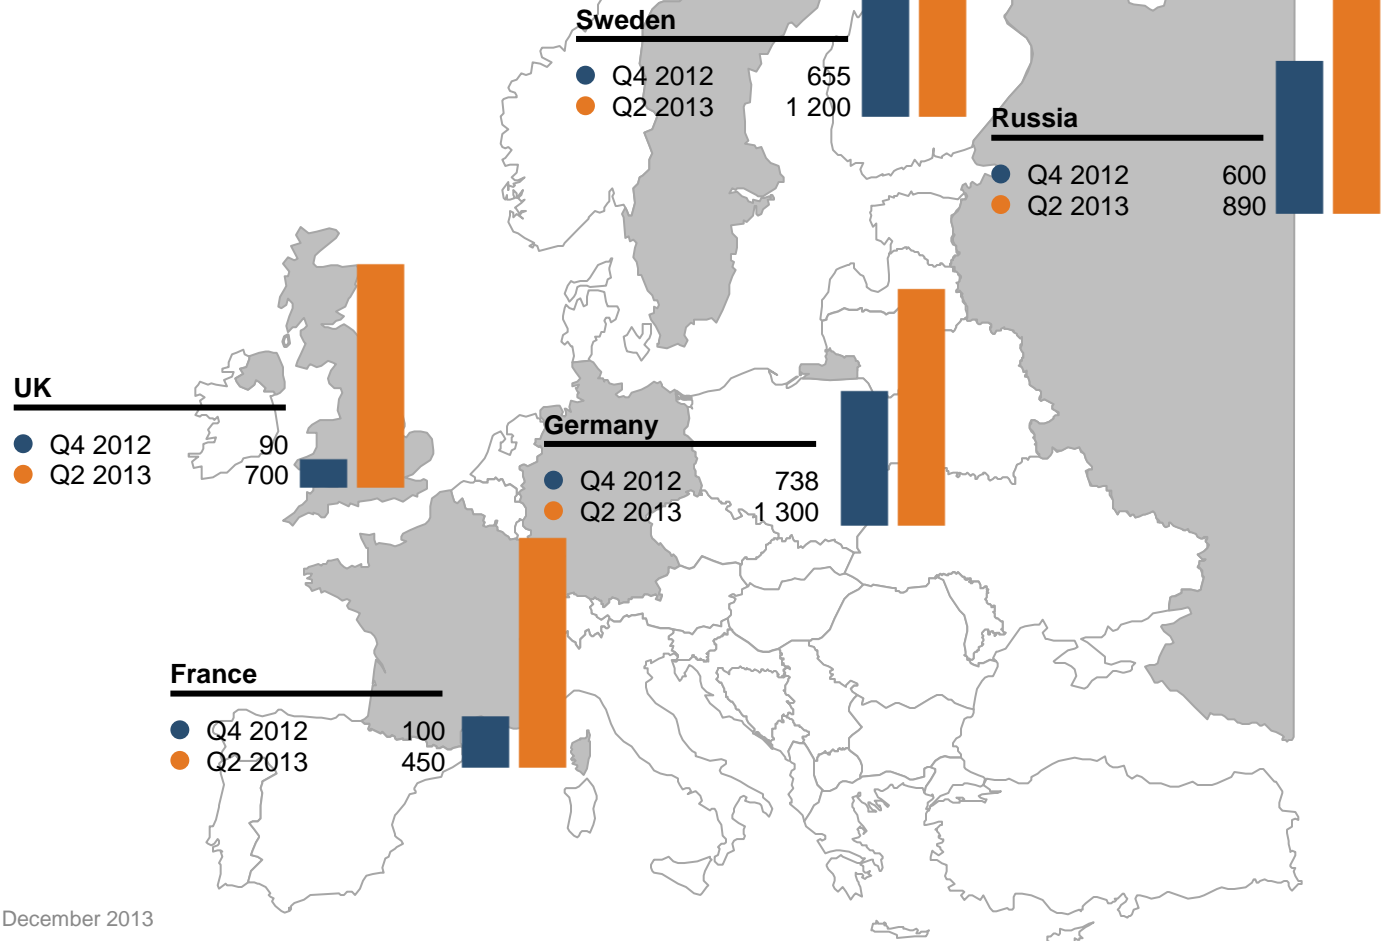 Sweden
Q4 2012 655
Q2 2013 1 200
Russia
Q4 2012 600
Q2 2013 890
UK
Q4 2012 90
Q2 2013 700
Germany
Q4 2012 738
Q2 2013 1 300
France
Q4 2012 100
Q2 2013 450
December 2013